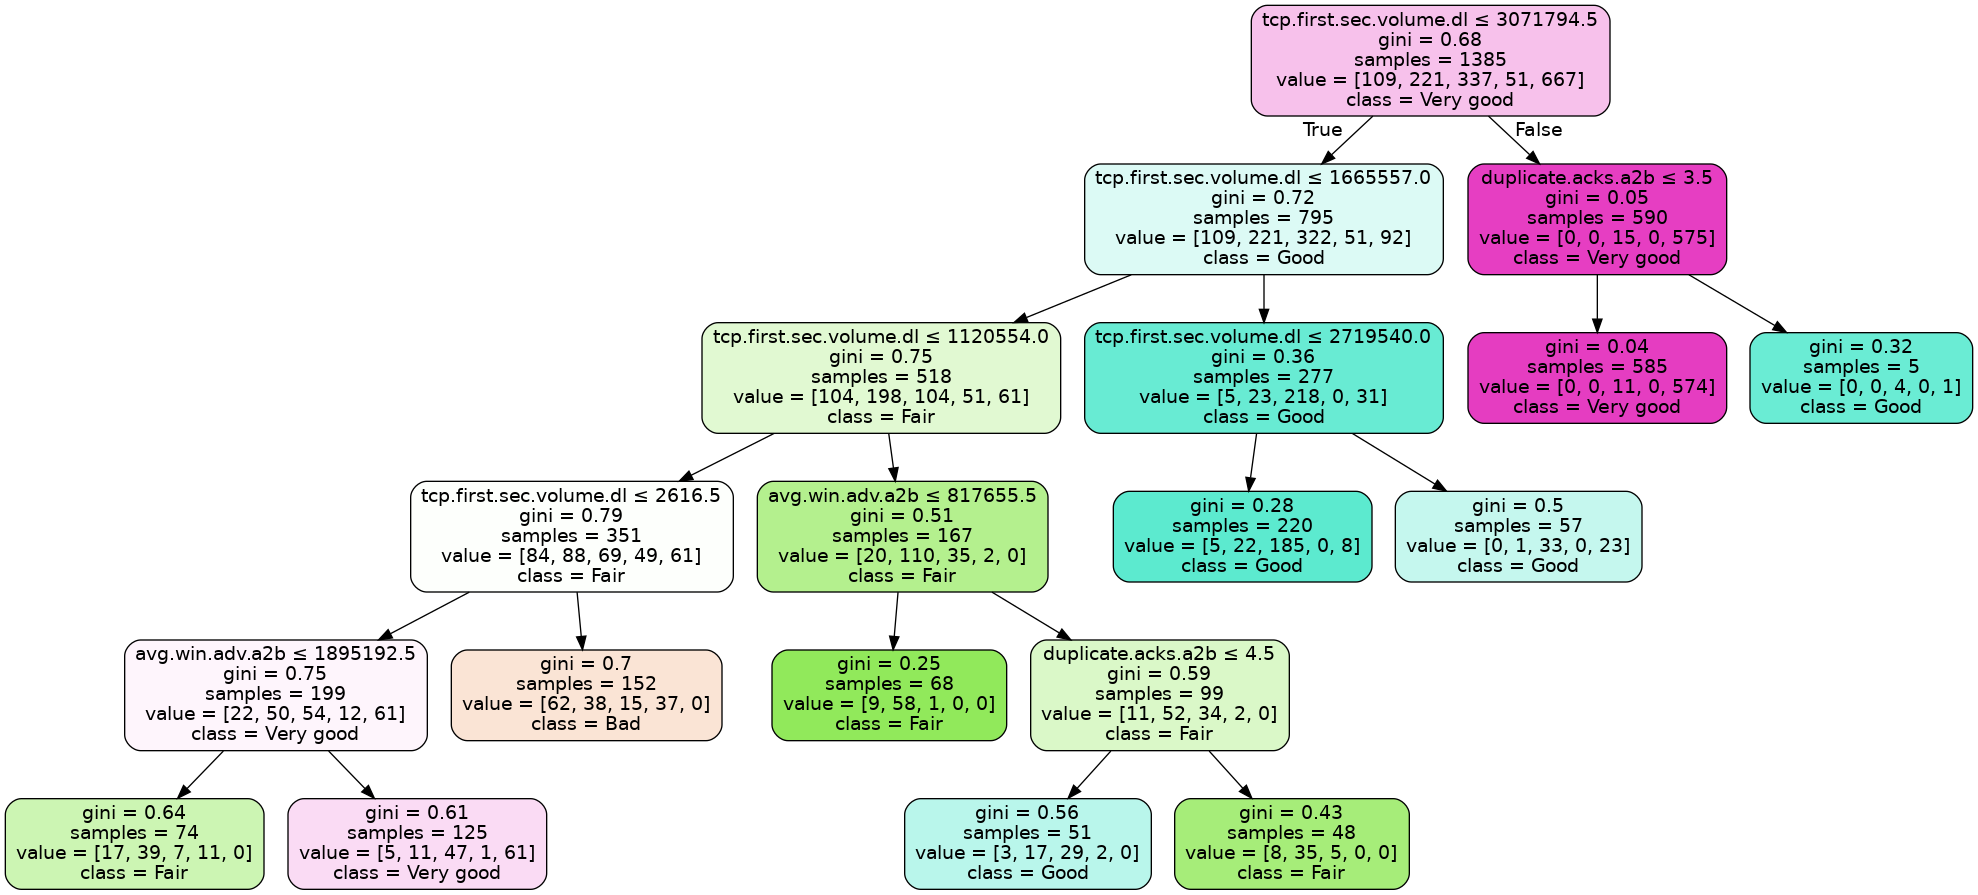 tcp.first.sec.volume.dl ≤ 3071794.5
gini = 0.68
samples = 1385
value = [109, 221, 337, 51, 667]
class = Very good
True
False
tcp.first.sec.volume.dl ≤ 1665557.0
gini = 0.72
samples = 795
value = [109, 221, 322, 51, 92]
class = Good
duplicate.acks.a2b ≤ 3.5
gini = 0.05
samples = 590
value = [0, 0, 15, 0, 575]
class = Very good
tcp.first.sec.volume.dl ≤ 1120554.0
gini = 0.75
samples = 518
value = [104, 198, 104, 51, 61]
class = Fair
tcp.first.sec.volume.dl ≤ 2719540.0
gini = 0.36
samples = 277
value = [5, 23, 218, 0, 31]
class = Good
gini = 0.04
samples = 585
value = [0, 0, 11, 0, 574]
class = Very good
gini = 0.32
samples = 5
value = [0, 0, 4, 0, 1]
class = Good
tcp.first.sec.volume.dl ≤ 2616.5
gini = 0.79
samples = 351
value = [84, 88, 69, 49, 61]
class = Fair
avg.win.adv.a2b ≤ 817655.5
gini = 0.51
samples = 167
value = [20, 110, 35, 2, 0]
class = Fair
gini = 0.28
samples = 220
value = [5, 22, 185, 0, 8]
class = Good
gini = 0.5
samples = 57
value = [0, 1, 33, 0, 23]
class = Good
avg.win.adv.a2b ≤ 1895192.5
gini = 0.75
samples = 199
value = [22, 50, 54, 12, 61]
class = Very good
gini = 0.7
samples = 152
value = [62, 38, 15, 37, 0]
class = Bad
gini = 0.25
samples = 68
value = [9, 58, 1, 0, 0]
class = Fair
duplicate.acks.a2b ≤ 4.5
gini = 0.59
samples = 99
value = [11, 52, 34, 2, 0]
class = Fair
gini = 0.64
samples = 74
value = [17, 39, 7, 11, 0]
class = Fair
gini = 0.61
samples = 125
value = [5, 11, 47, 1, 61]
class = Very good
gini = 0.56
samples = 51
value = [3, 17, 29, 2, 0]
class = Good
gini = 0.43
samples = 48
value = [8, 35, 5, 0, 0]
class = Fair